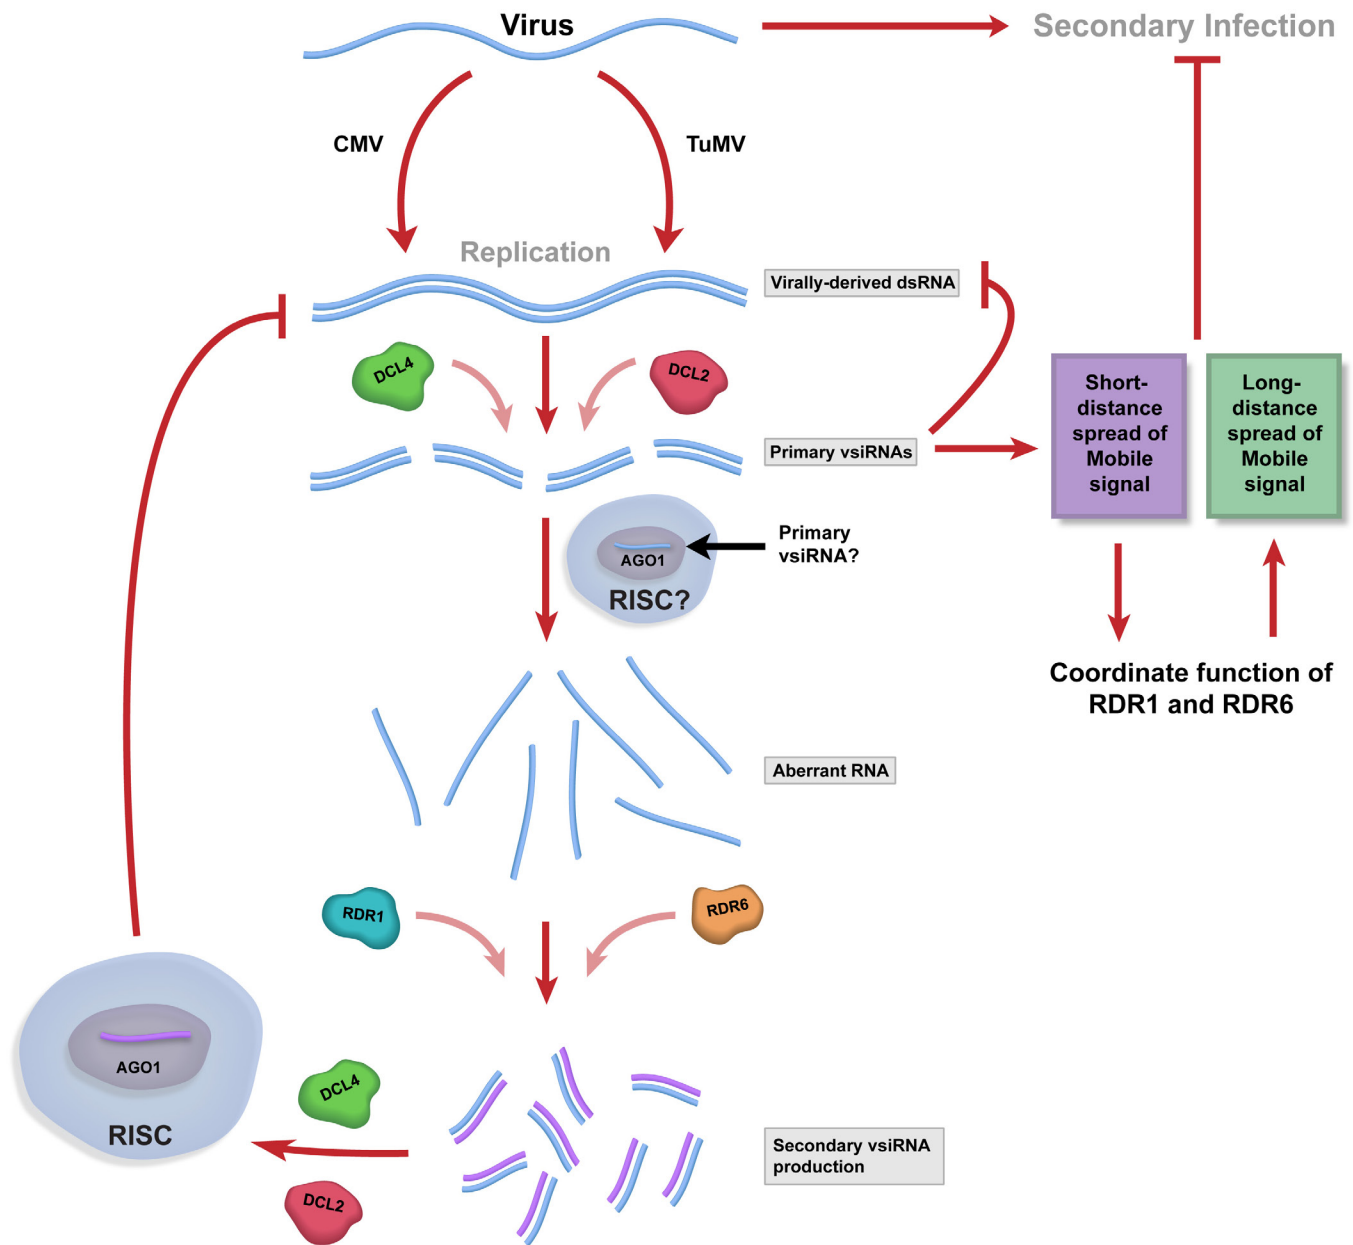 Virus
Secondary Infection
CMV
TuMV
Replication
Virally-derived dsRNA
DCL4
DCL2
Primary vsiRNAs
Short-
distance
spread of
Mobile
signal
Long-
distance
spread of
Mobile
signal
Primary
vsiRNA?
AGO1
RISC?
Coordinate function of
RDR1 and RDR6
Aberrant RNA
RDR1
RDR6
AGO1
RISC
DCL4
DCL2
Secondary vsiRNA
production